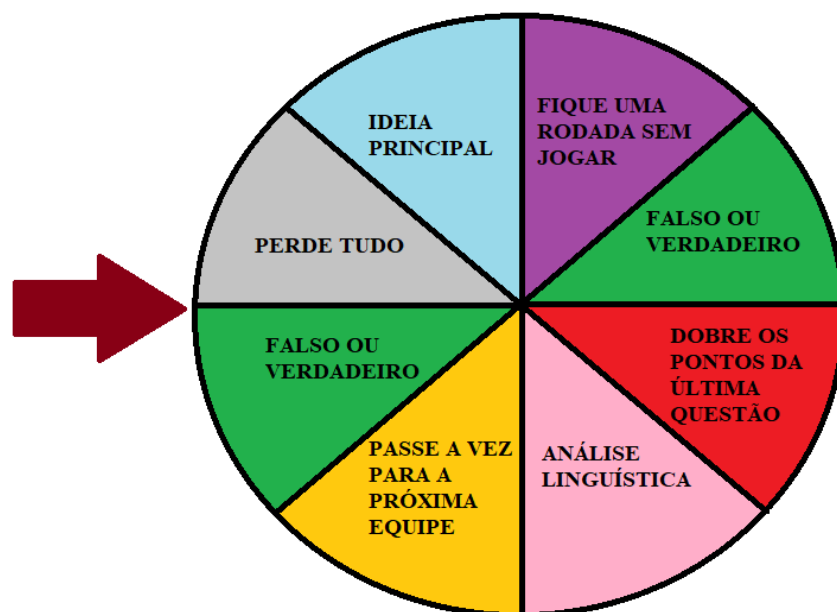 IDEIA
PRINCIPAL
FIQUE UMA
RODADA SEM
JOGAR
FALSO OU
VERDADEIRO
PERDE TUDO
DOBRE OS
PONTOS DA
ÚLTIMA
QUESTÃO
FALSO OU
VERDADEIRO
PASSE A VEZ
PARA A
PRÓXIMA
EQUIPE
ANÁLISE
LINGUÍSTICA